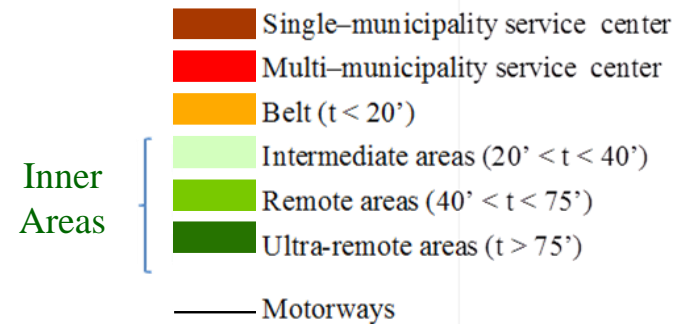 Single–municipality service center
Multi–municipality service center
Belt (t < 20’)
Intermediate areas (20’ < t < 40’)
Remote areas (40’ < t < 75’)
Ultra-remote areas (t > 75’)
Motorways
Inner
Areas